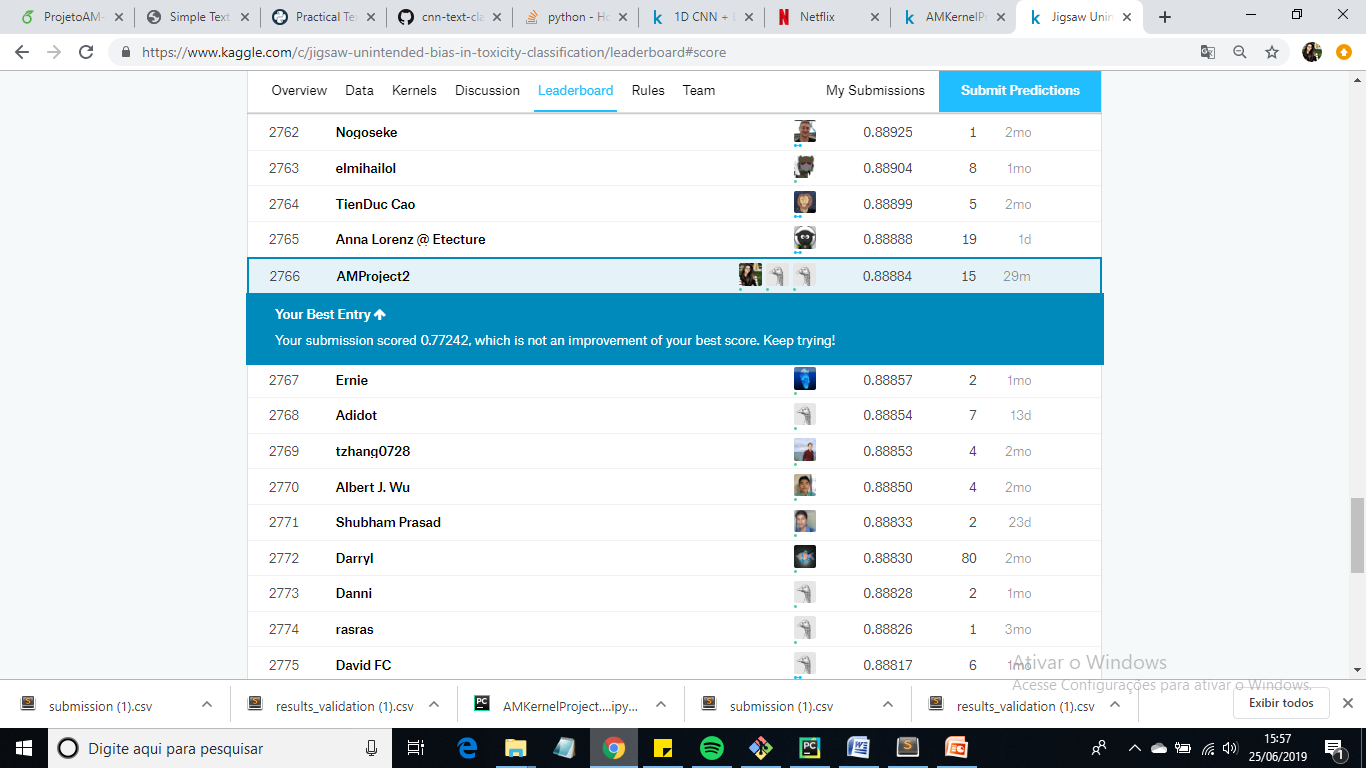 ProjetoAM- Simple Text Practical Te cnn-text-cla python - Ho 1D CNN + L Netflix AMKernelPr Jigsaw Unin
https://www.kaggle.com/c/jigsaw-unintended-bias-in-toxicity-classification/leaderboard#score
Overview Data Kernels Discussion Leaderboard Rules Team My Submissions Submit Predictions
2762 Nogoseke 0.88925 1 2mo
2763 elmihailol 0.88904 8 1mo
2764 TienDuc Cao 0.88899 5 2mo
2765 Anna Lorenz @ Etecture 0.88888 19 1d
2766 AMProject2 0.88884 15 29m
Your Best Entry
Your submission scored 0.77242, which is not an improvement of your best score. Keep trying!
2767 Ernie 0.88857 2 1mo
2768 Adidot 0.88854 7 13d
2769 tzhang0728 0.88853 4 2mo
2770 Albert J. Wu 0.88850 4 2mo
2771 Shubham Prasad 0.88833 2 23d
2772 Darryl 0.88830 80 2mo
2773 Danni 0.88828 2 1mo
2774 rasras 0.88826 1 3mo
2775 David FC 0.88817 6 1mo
Ativar o Windows
Acesse Configurações para ativar o Windows.
submission (1).csv results_validation (1).csv AMKernelProject....ipy... submission (1).csv results_validation (1).csv Exibir todos
Digite aqui para pesquisar
15:57
25/06/2019
1